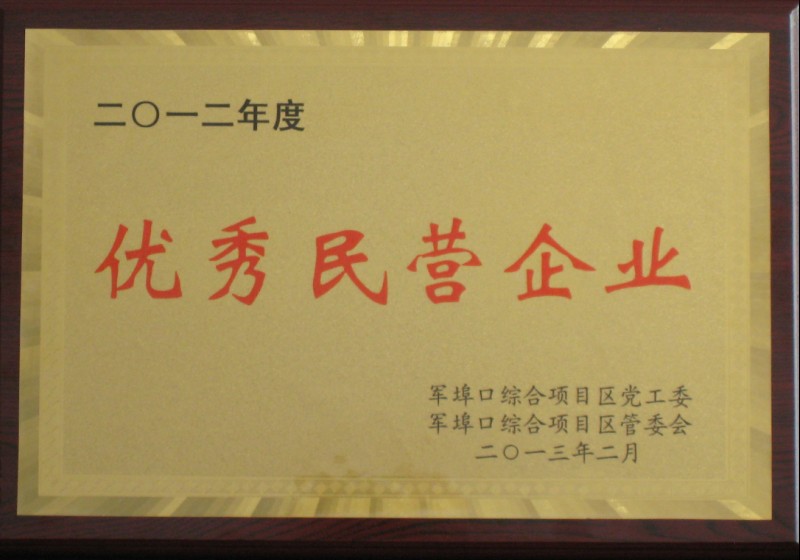 二〇一二年度
优秀民营企业
军埠口综合项目区党工委
军埠口综合项目区管委会
二〇一三年二月